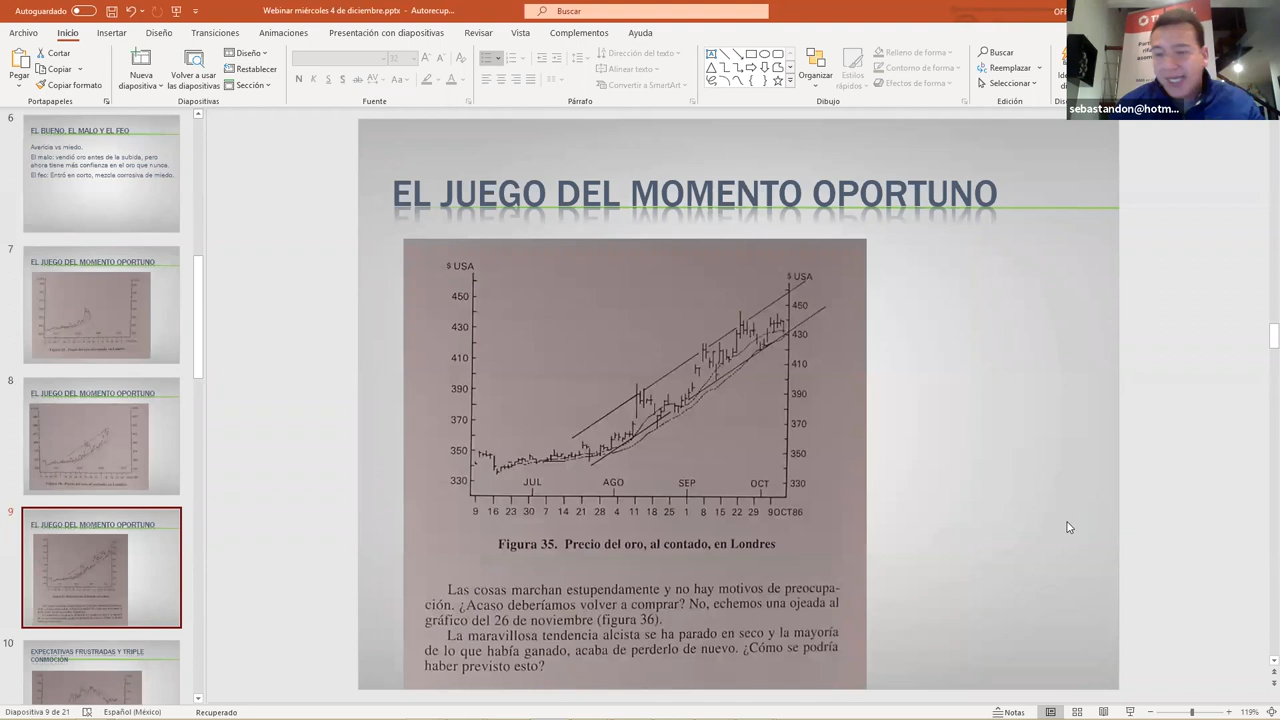 Autoguardado
Webinar miércoles 4 de diciembre.pptx - Autorecup...
Buscar
OFF
Archivo Inicio Insertar Diseño Transiciones Animaciones Presentación con diapositivas Revisar Vista Complementos Acrobat
Pegar
Cortar
Copiar
Copiar formato
Portapapeles
Nueva diapositiva
Volver a usar las diapositivas
Diseño
Restablecer
Sección
Diapositivas
32
N K S S ab AV Aa A
Fuente
Dirección del texto
Alinear texto
Convertir a SmartArt
Párrafo
Organizar
Estilos rápidos
Relleno de forma
Contorno de forma
Efectos de forma
Dibujo
Buscar
Reemplazar
Seleccionar
Edición
sebastandon@hotm...
6
EL BUENO, EL MALO Y EL FEO
Avaricia vs miedo.
El malo: vendió oro antes de la subida, pero
ahora tiene más confianza en el oro que nunca.
El feo: Entró en corto, mezcla corrosiva de miedo.
7
EL JUEGO DEL MOMENTO OPORTUNO
8
EL JUEGO DEL MOMENTO OPORTUNO
9
EL JUEGO DEL MOMENTO OPORTUNO
10
EXPECTATIVAS FRUSTRADAS Y TRIPLE
CONMOCIÓN
EL JUEGO DEL MOMENTO OPORTUNO
$ USA
450
430
410
390
370
350
330
$ USA
450
430
410
390
370
350
330
JUL AGO SEP OCT
9 16 23 30 7 14 21 28 4 11 18 25 1 8 15 22 29 9OCT86
Figura 35. Precio del oro, al contado, en Londres
Las cosas marchan estupendamente y no hay motivos de preocupa-
ción. ¿Acaso deberíamos volver a comprar? No, echemos una ojeada al
gráfico del 26 de noviembre (figura 36).
La maravillosa tendencia alcista se ha parado en seco y la mayoría
de lo que había ganado, acaba de perderlo de nuevo. ¿Cómo se podría
haber previsto esto?
Diapositiva 9 de 21
Español (México)
Recuperado
Notas
119%